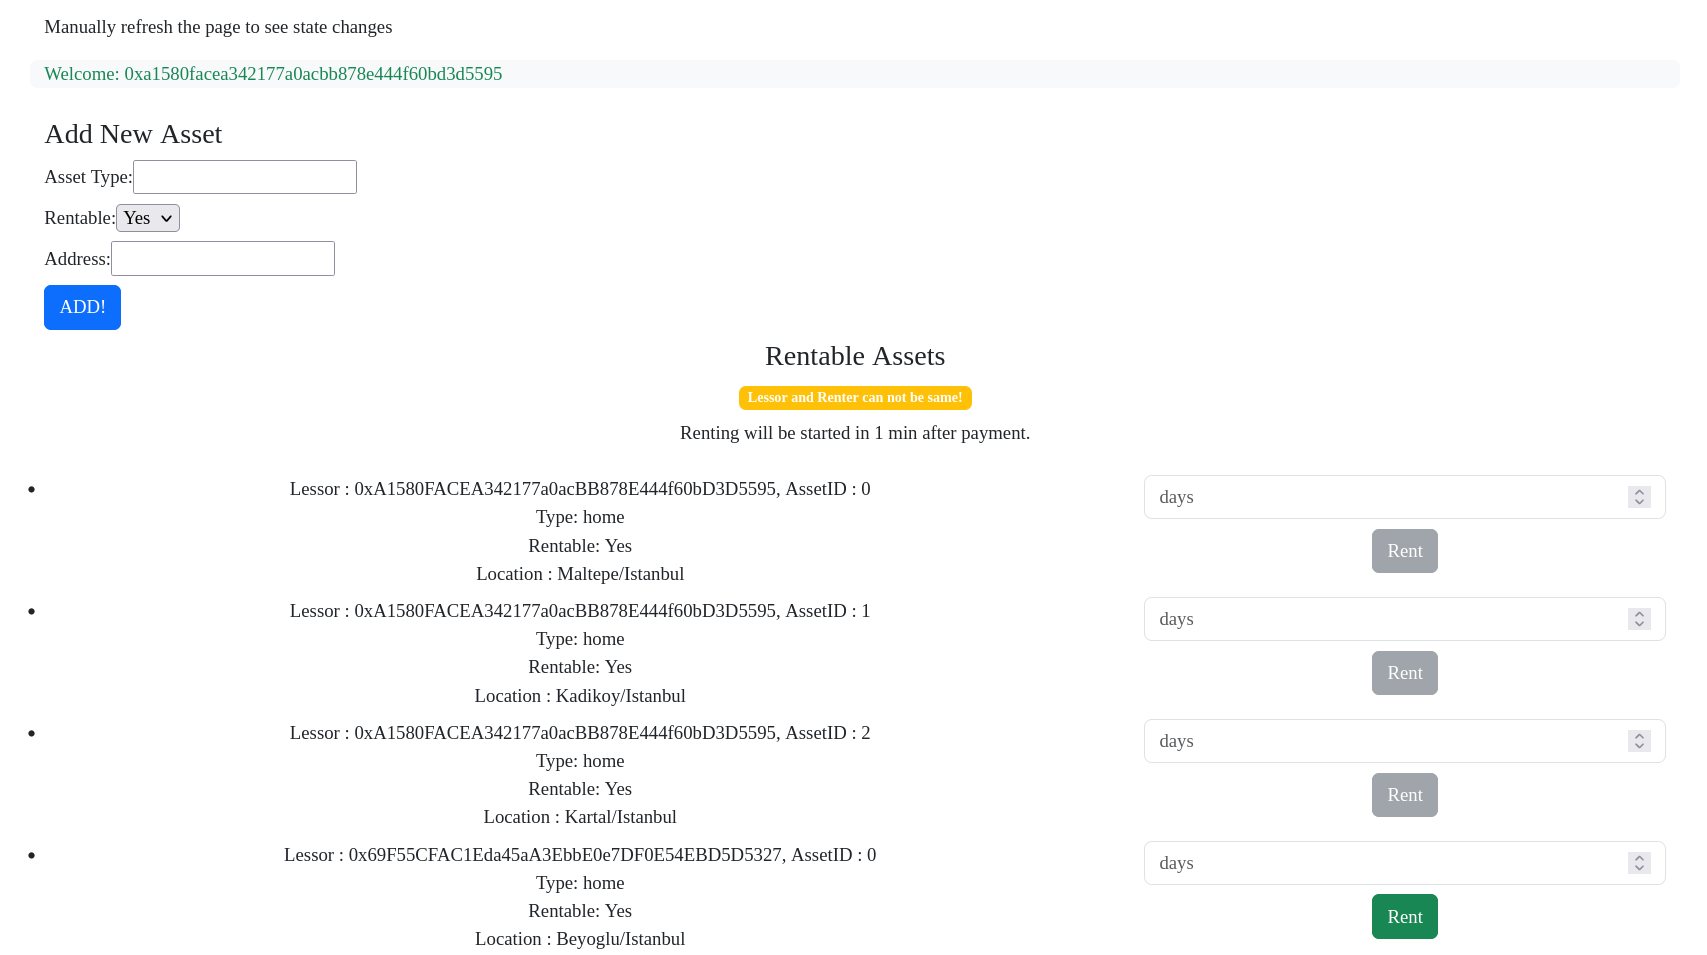 Manually refresh the page to see state changes
Welcome: 0xa1580facea342177a0acbb878e444f60bd3d5595
Add New Asset
Asset Type:
Rentable: Yes
Address:
ADD!
Rentable Assets
Lessor and Renter can not be same!
Renting will be started in 1 min after payment.
Lessor : 0xA1580FACEA342177a0acBB878E444f60bD3D5595, AssetID : 0
Type: home
Rentable: Yes
Location : Maltepe/Istanbul
days
Rent
Lessor : 0xA1580FACEA342177a0acBB878E444f60bD3D5595, AssetID : 1
Type: home
Rentable: Yes
Location : Kadikoy/Istanbul
days
Rent
Lessor : 0xA1580FACEA342177a0acBB878E444f60bD3D5595, AssetID : 2
Type: home
Rentable: Yes
Location : Kartal/Istanbul
days
Rent
Lessor : 0x69F55CFAC1Eda45aA3EbbE0e7DF0E54EBD5D5327, AssetID : 0
Type: home
Rentable: Yes
Location : Beyoglu/Istanbul
days
Rent